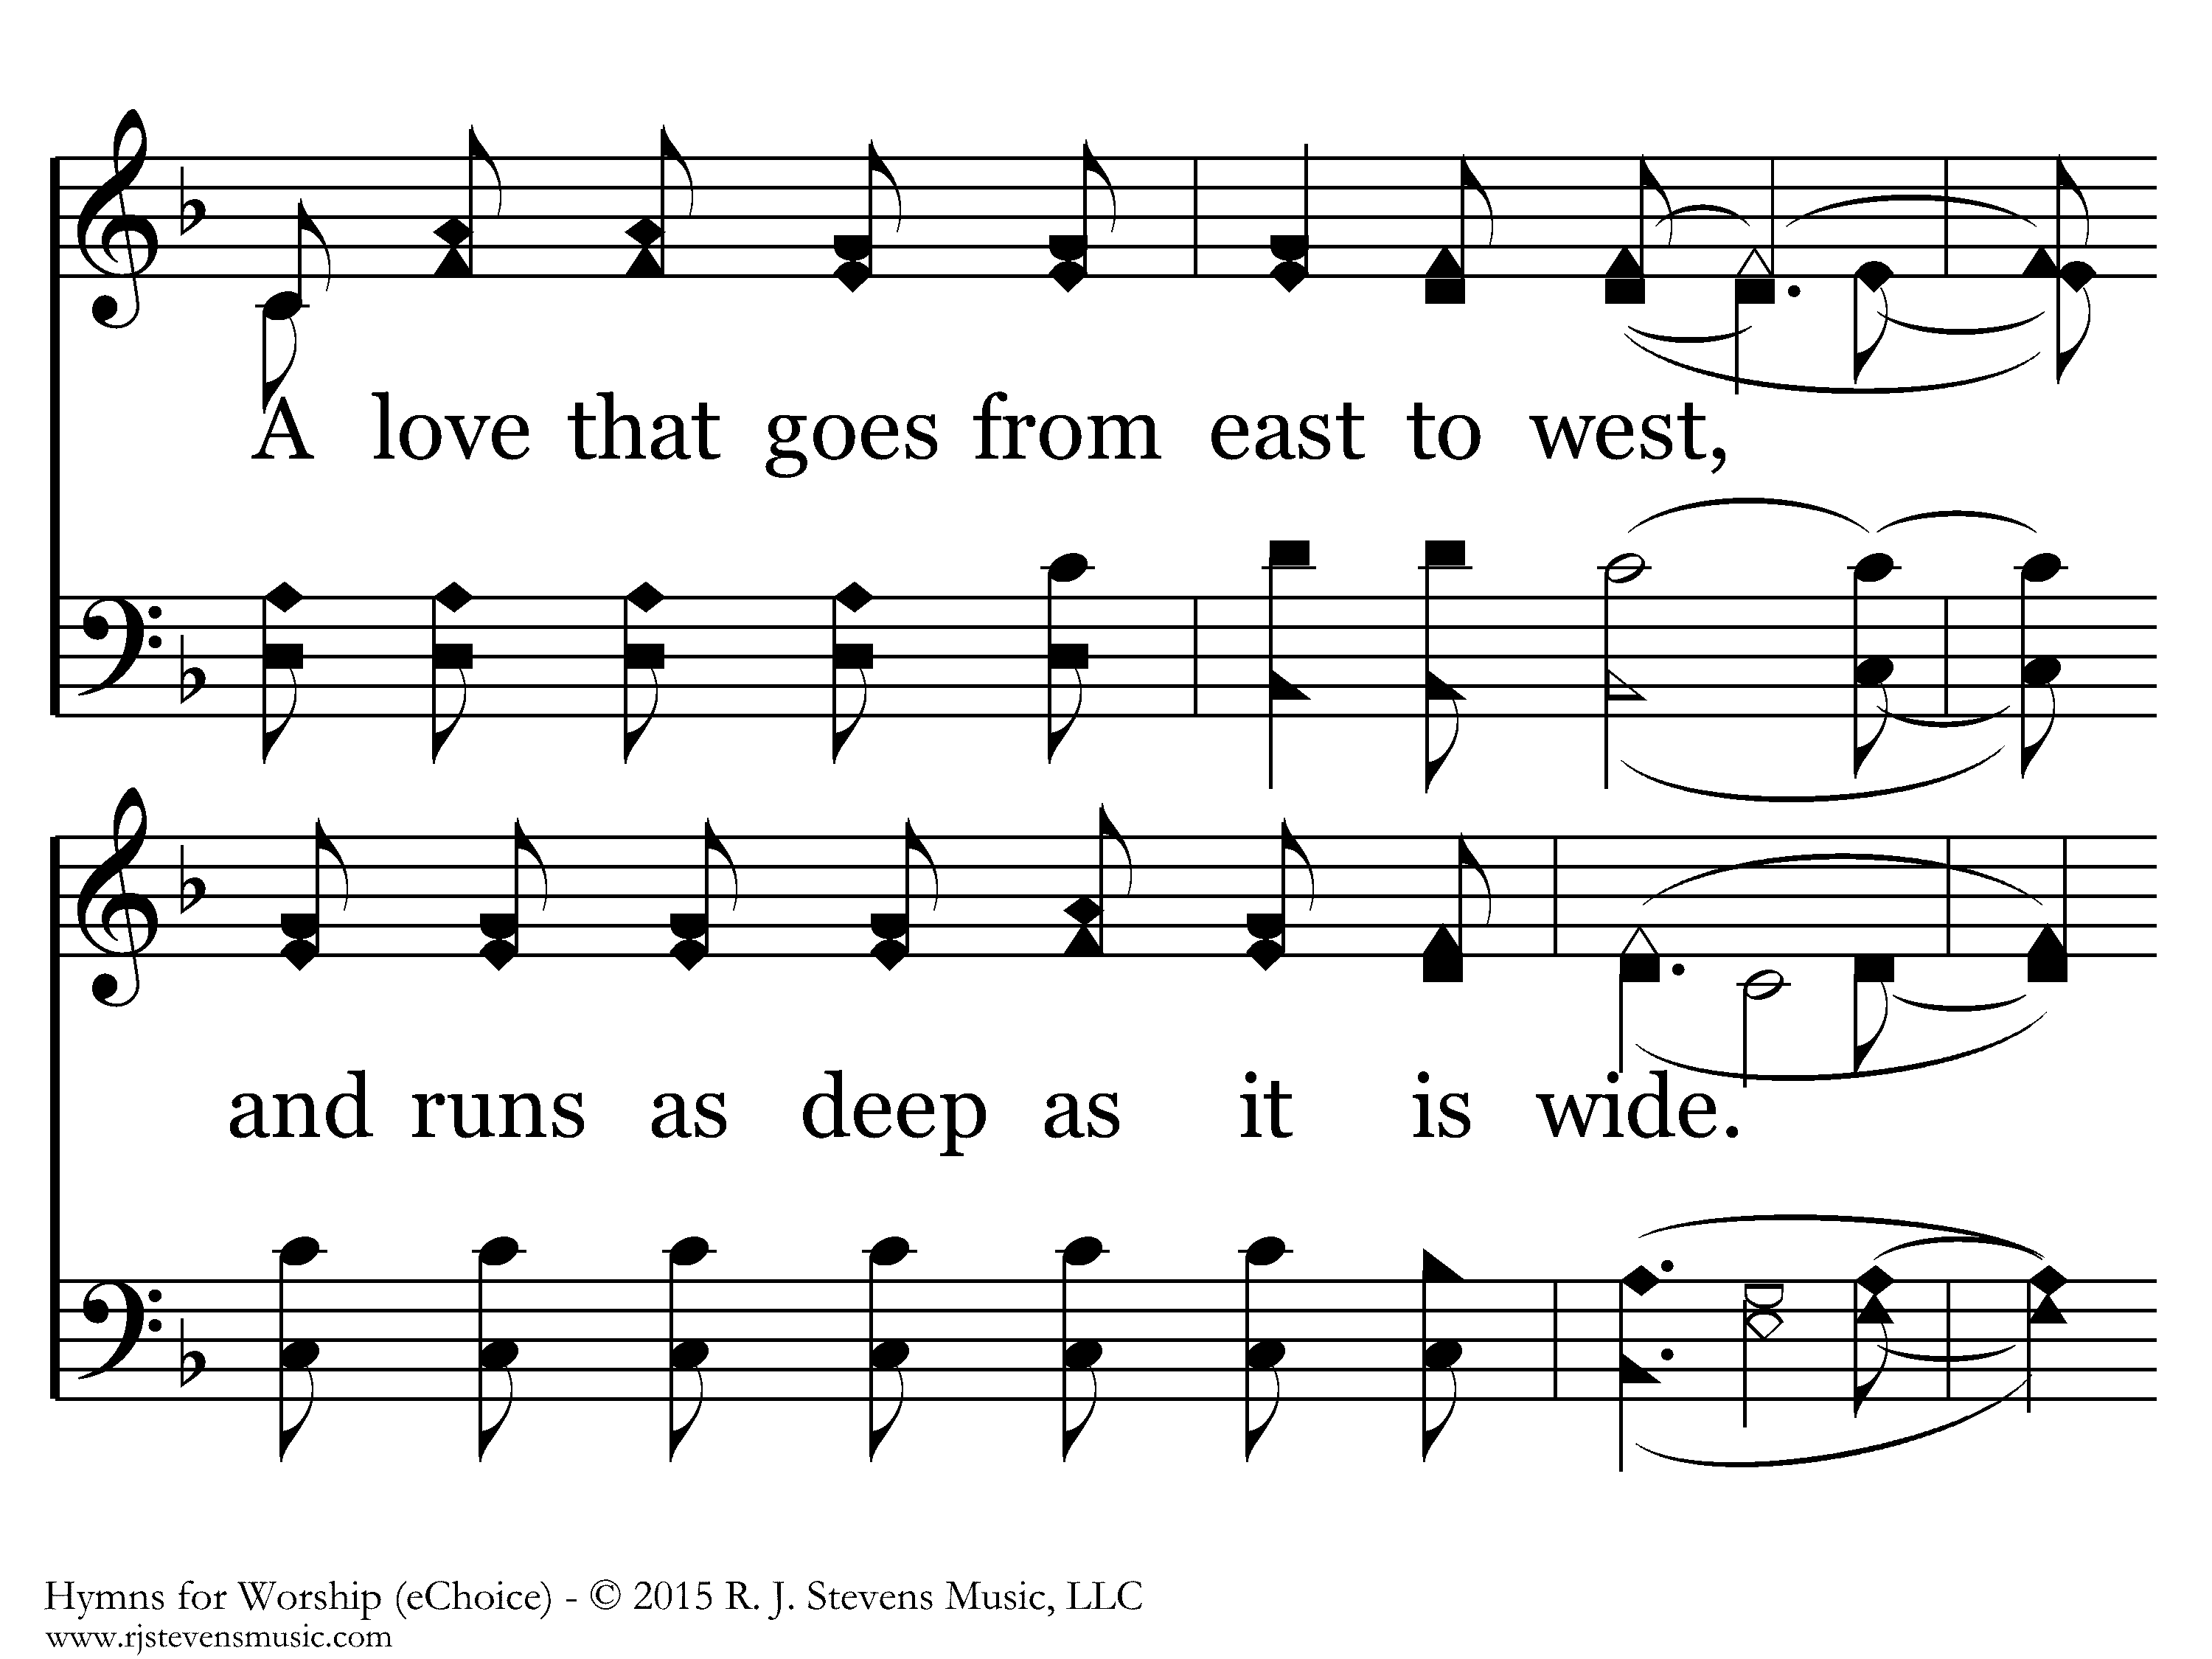 A love that goes from east to west,
and runs as deep as it is wide.
Hymns for Worship (eChoice) - © 2015 R. J. Stevens Music, LLC
www.rjstevensmusic.com